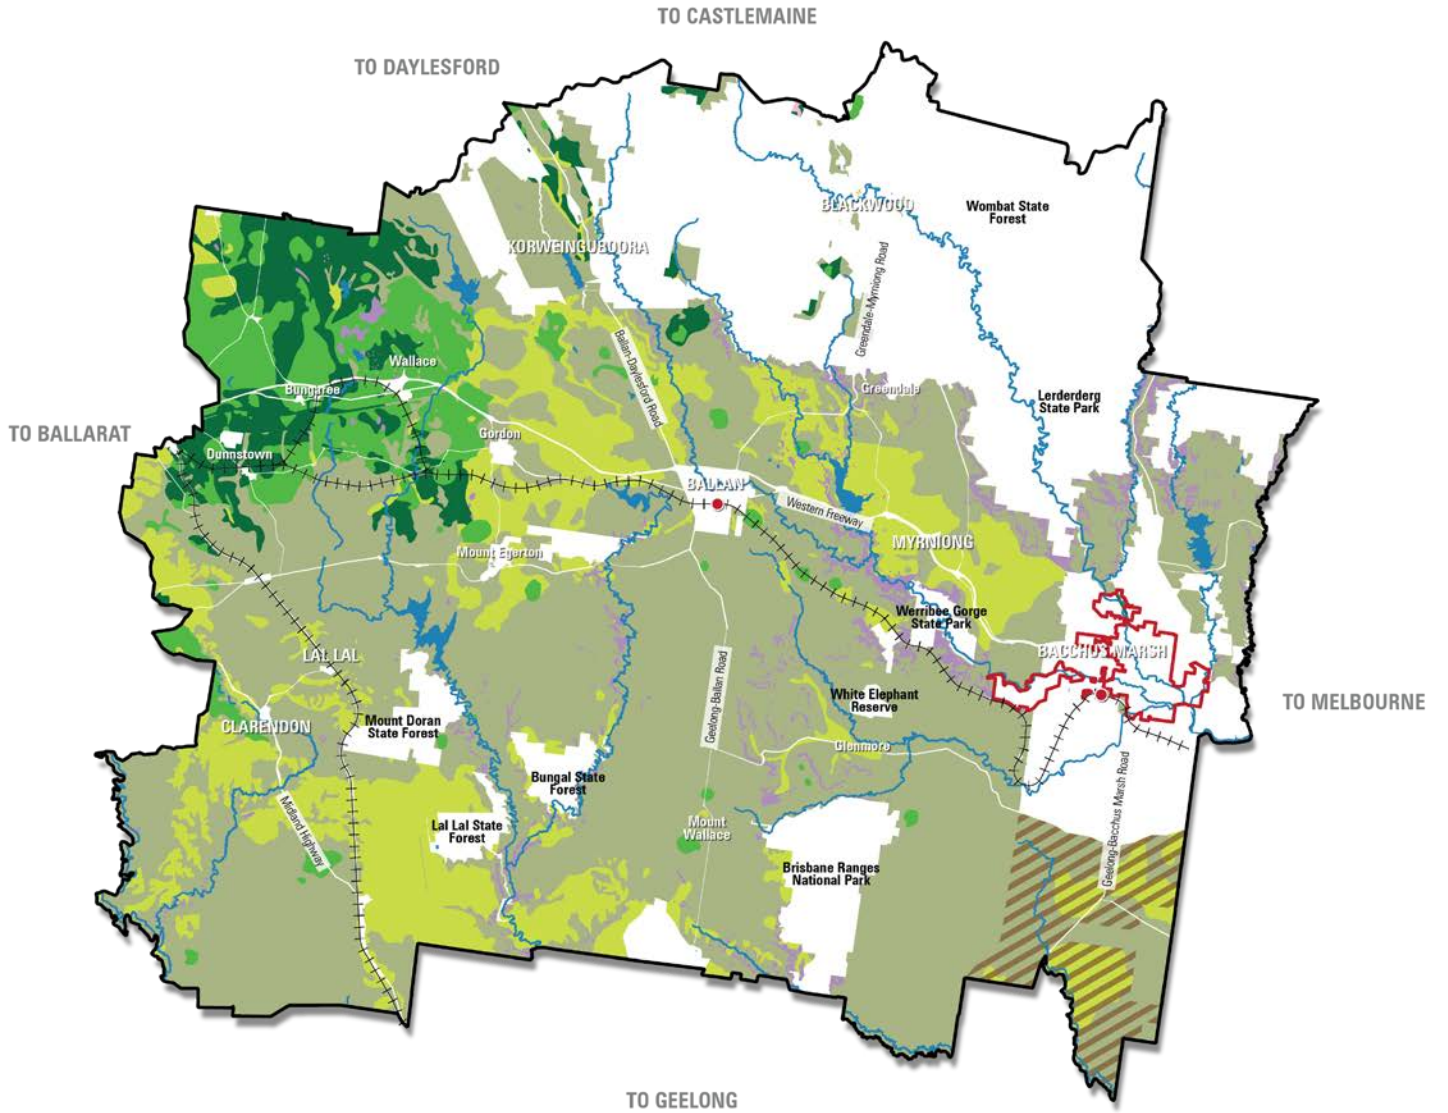 TO CASTLEMAINE
TO DAYLESFORD
BLACKWOOD
Wombat State
Forest
KORWEINGUBOORA
Greendale-Myrniong Road
Ballan-Daylesford Road
Wallace
Bungaree
Greendale
Lerderderg
State Park
TO BALLARAT
Gordon
Dunnstown
BALLAN
Western Freeway
MYRNIONG
Mount Egerton
Werribee Gorge
State Park
BACCHUS MARSH
LAL LAL
Geelong-Ballan Road
White Elephant
Reserve
TO MELBOURNE
CLARENDON
Mount Doran
State Forest
Glenmore
Bungal State
Forest
Geelong-Bacchus Marsh Road
Midland Highway
Lal Lal State
Forest
Mount
Wallace
Brisbane Ranges
National Park
TO GEELONG